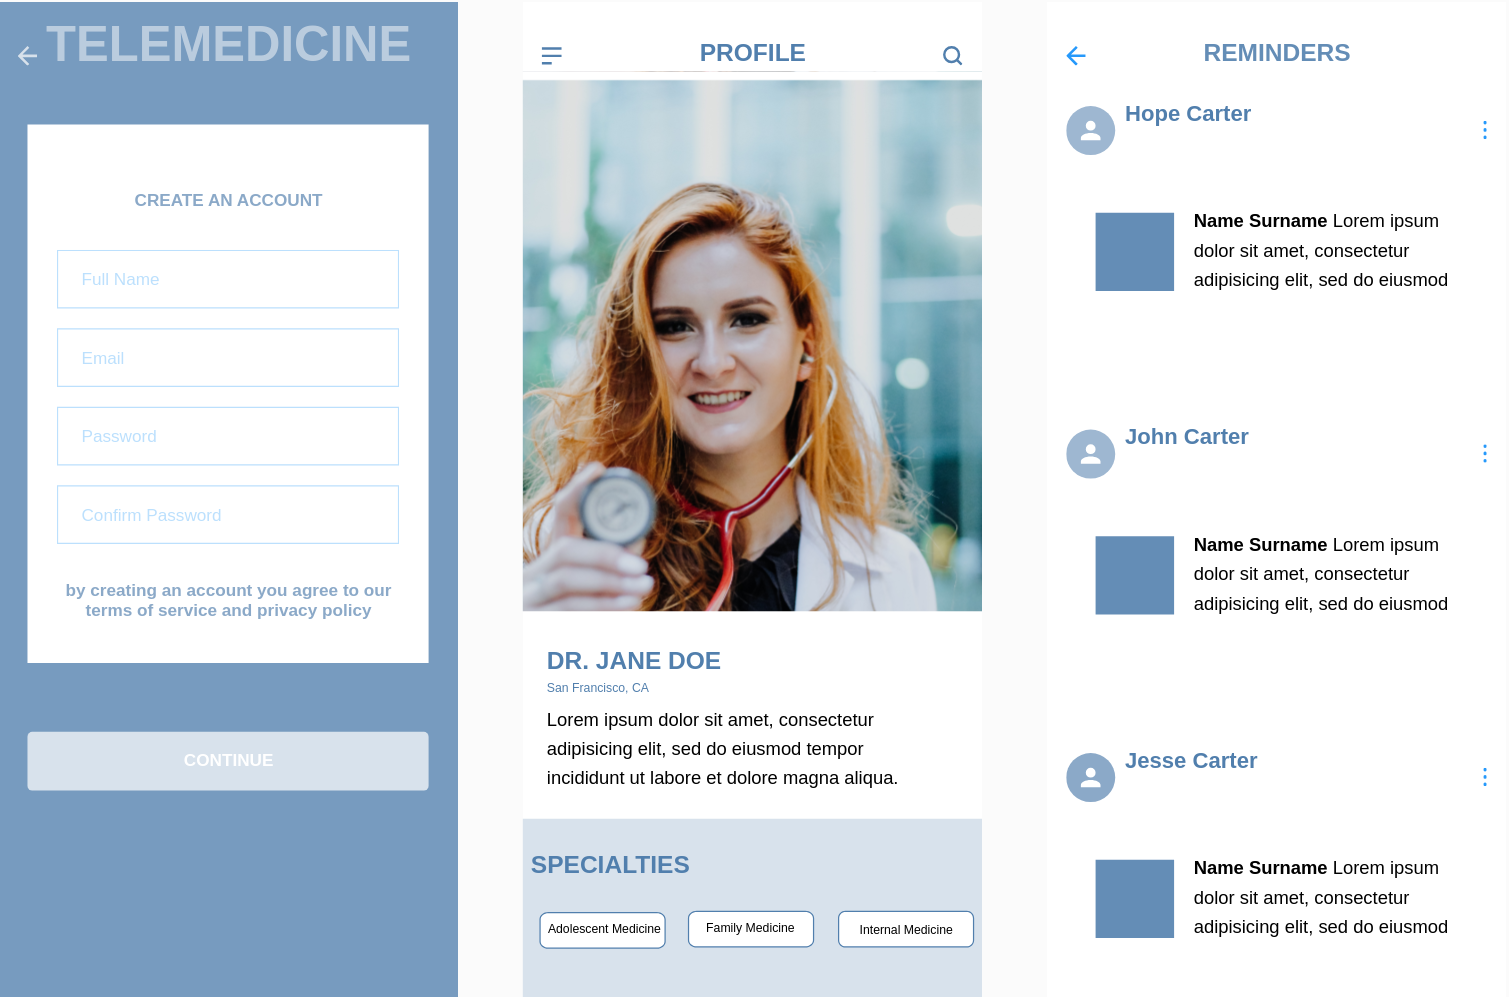 TELEMEDICINE
CREATE AN ACCOUNT
Full Name
Email
Password
Confirm Password
by creating an account you agree to our
terms of service and privacy policy
CONTINUE
PROFILE
DR. JANE DOE
San Francisco, CA
Lorem ipsum dolor sit amet, consectetur
adipisicing elit, sed do eiusmod tempor
incididunt ut labore et dolore magna aliqua.
SPECIALTIES
Adolescent Medicine
Family Medicine
Internal Medicine
REMINDERS
Hope Carter
Name Surname Lorem ipsum
dolor sit amet, consectetur
adipisicing elit, sed do eiusmod
John Carter
Name Surname Lorem ipsum
dolor sit amet, consectetur
adipisicing elit, sed do eiusmod
Jesse Carter
Name Surname Lorem ipsum
dolor sit amet, consectetur
adipisicing elit, sed do eiusmod